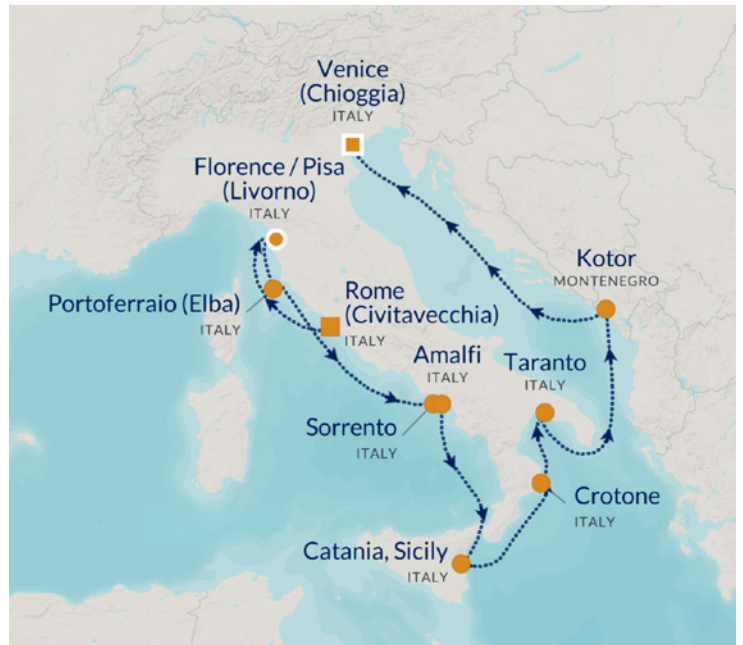 Venice
(Chioggia)
ITALY
Florence / Pisa
(Livorno)
ITALY
Kotor
MONTENEGRO
Portoferraio (Elba)
ITALY
Rome
(Civitavecchia)
ITALY
Amalfi
ITALY
Taranto
ITALY
Sorrento
ITALY
Crotone
ITALY
Catania, Sicily
ITALY